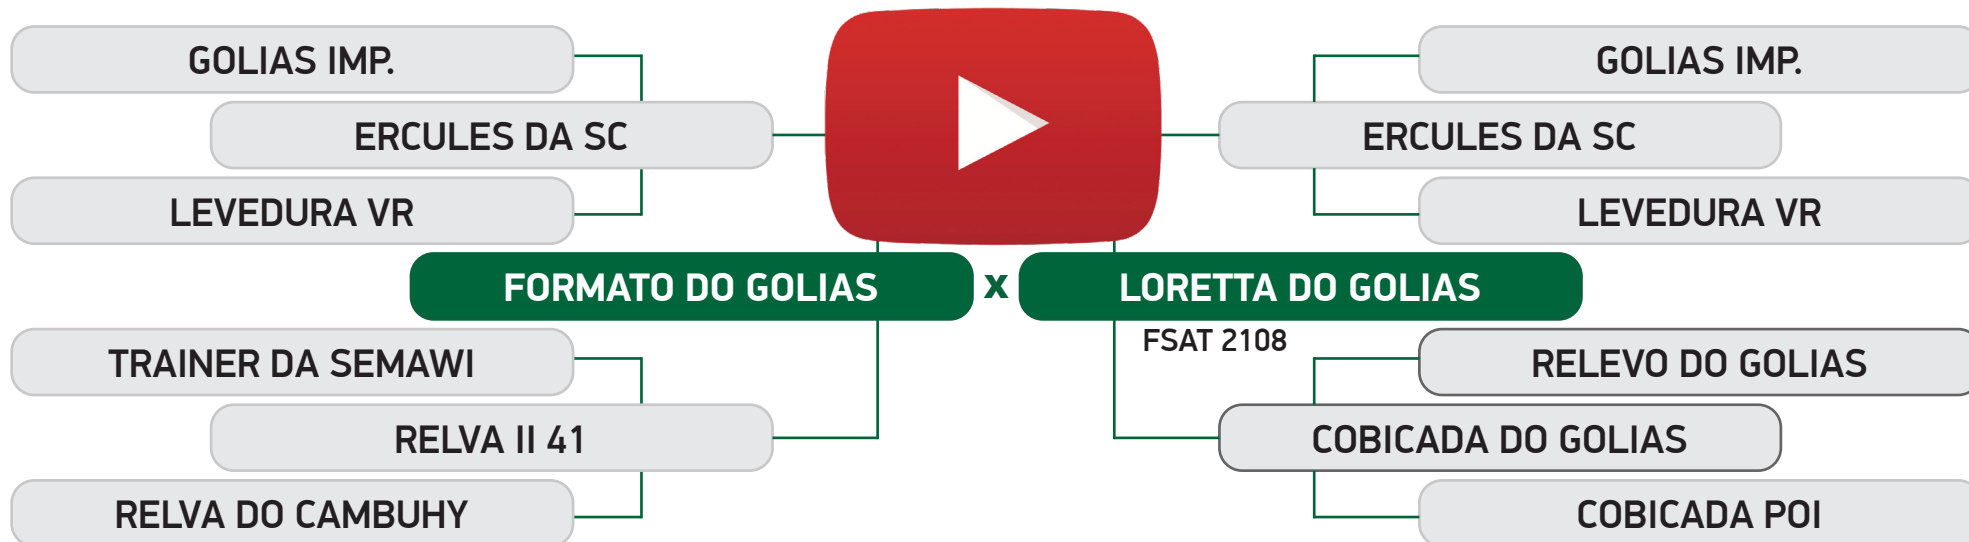 GOLIAS IMP.
GOLIAS IMP.
ERCULES DA SC
ERCULES DA SC
LEVEDURA VR
LEVEDURA VR
FORMATO DO GOLIAS
x
LORETTA DO GOLIAS
FSAT 2108
TRAINER DA SEMAWI
RELEVO DO GOLIAS
RELVA II 41
COBICADA DO GOLIAS
RELVA DO CAMBUHY
COBICADA POI